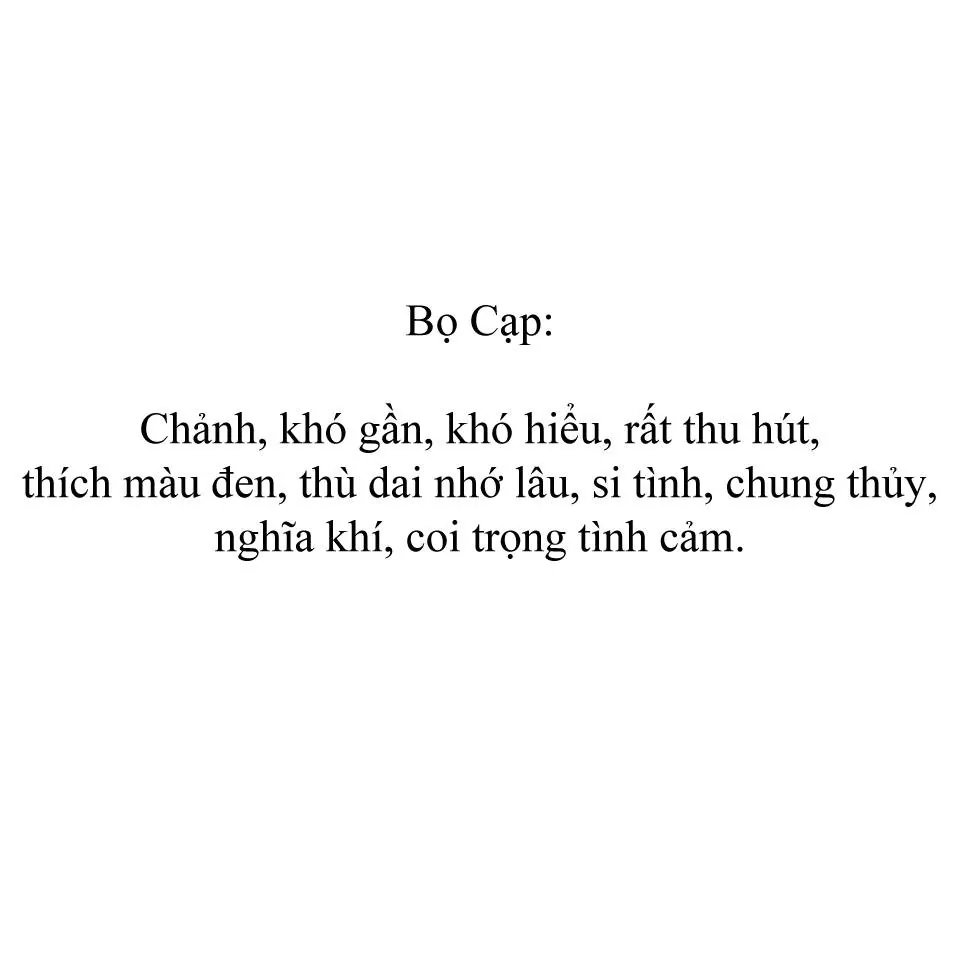 Bọ Cạp:
Chảnh, khó gần, khó hiểu, rất thu hút,
thích màu đen, thù dai nhớ lâu, si tình, chung thủy,
nghĩa khí, coi trọng tình cảm.